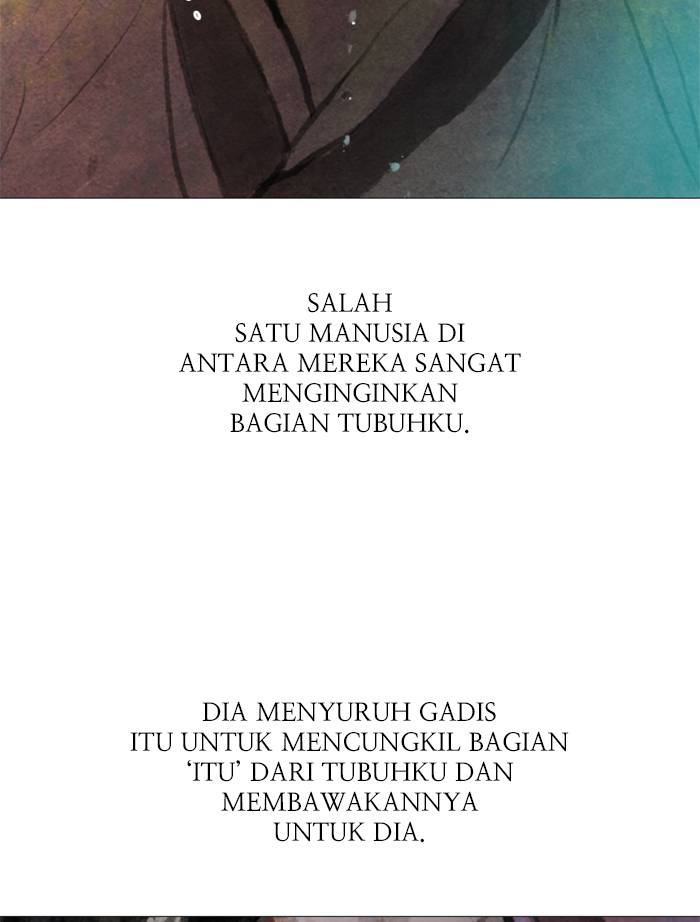 SALAH
SATU MANUSIA DI
ANTARA MEREKA SANGAT
MENGINGINKAN
BAGIAN TUBUHKU.
DIA MENYURUH GADIS
ITU UNTUK MENCUNGKIL BAGIAN
‘ITU’ DARI TUBUHKU DAN
MEMBAWAKANNYA
UNTUK DIA.